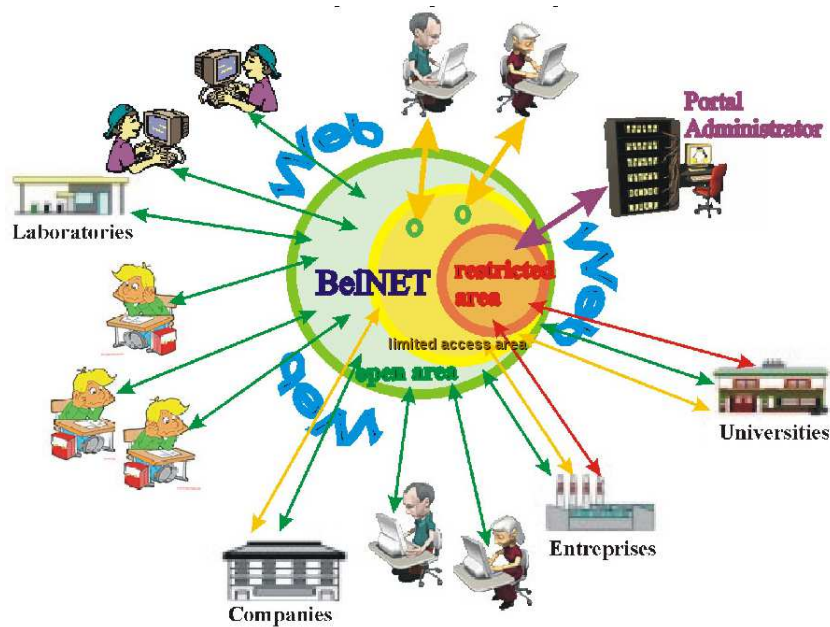 Web
Portal
Administrator
Laboratories
Web
BelNET
restricted
area
limited access area
open area
Web
Universities
Entreprises
Companies